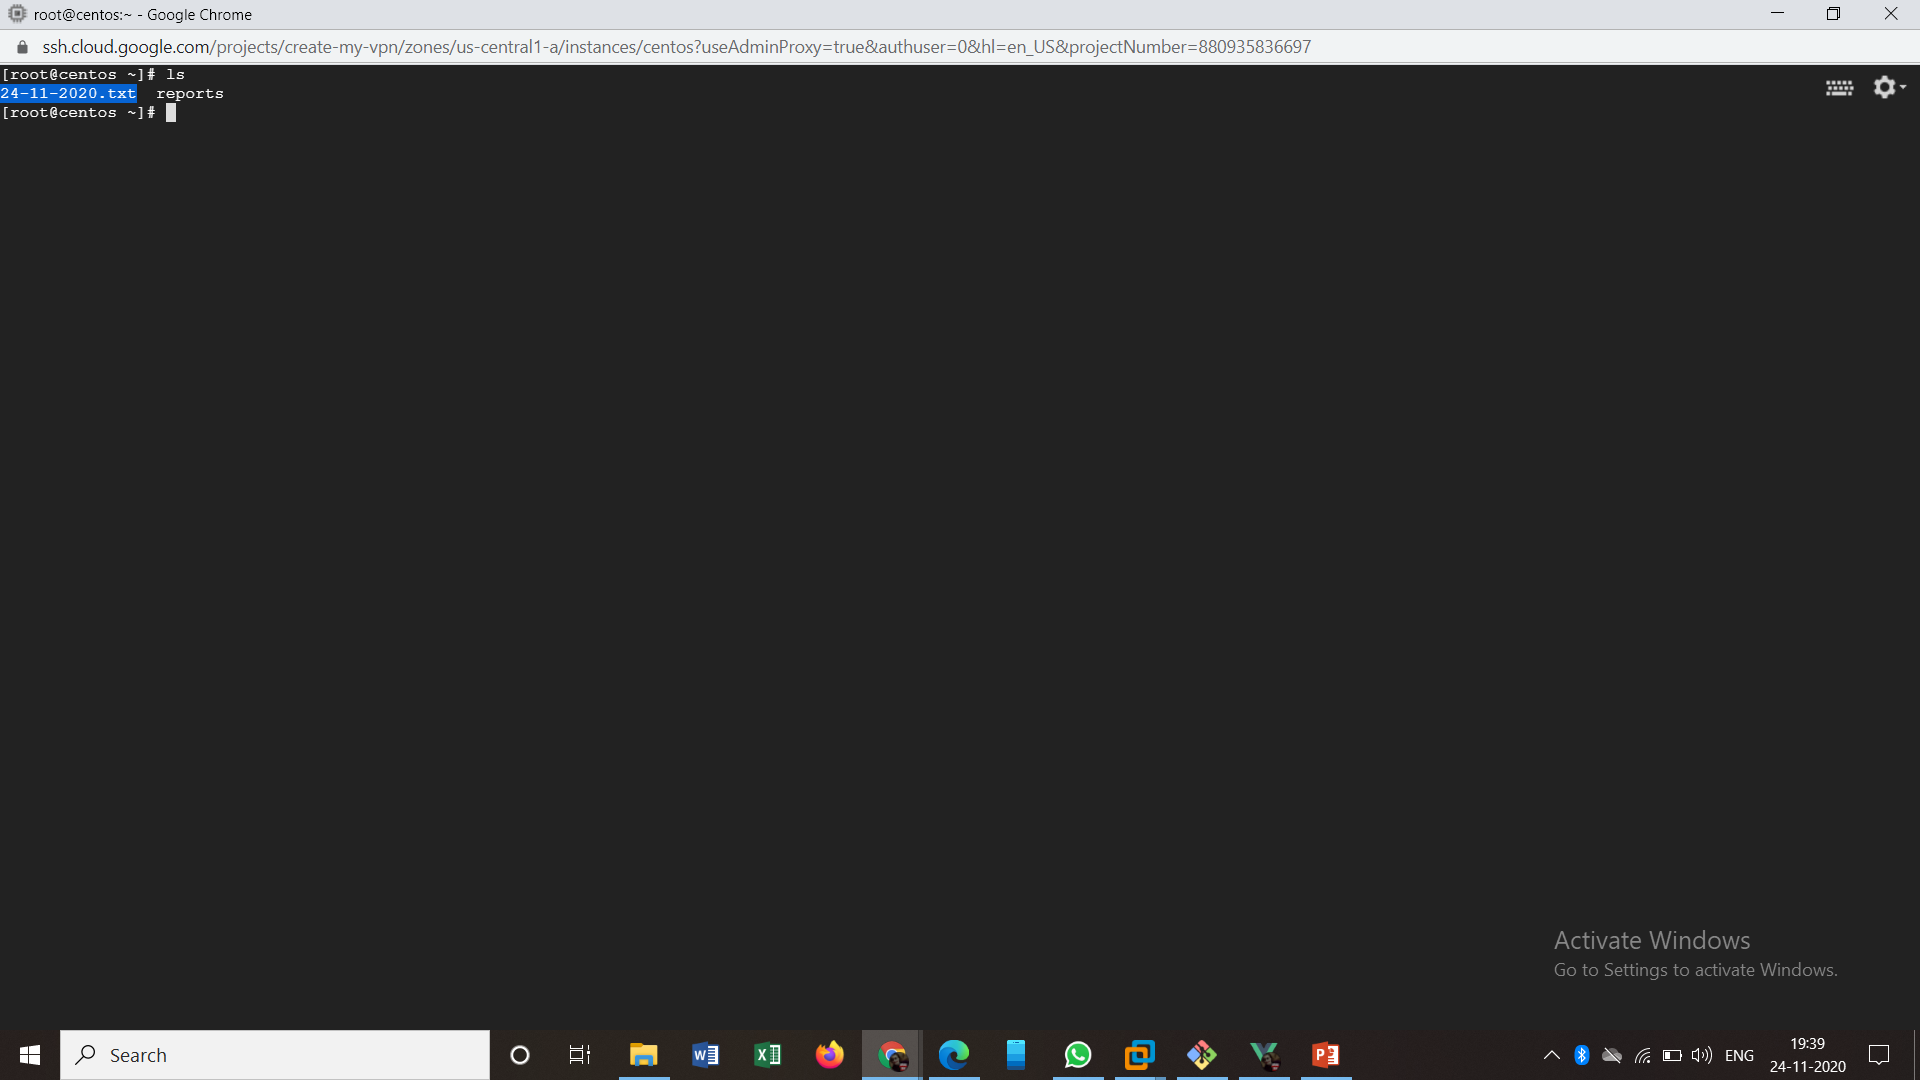 root@centos:~ - Google Chrome
ssh.cloud.google.com/projects/create-my-vpn/zones/us-central1-a/instances/centos?useAdminProxy=true&authuser=0&hl=en_US&projectNumber=880935836697
[root@centos ~]# ls
24-11-2020.txt  reports
[root@centos ~]#
Activate Windows
Go to Settings to activate Windows.
Search
ENG
19:39
24-11-2020